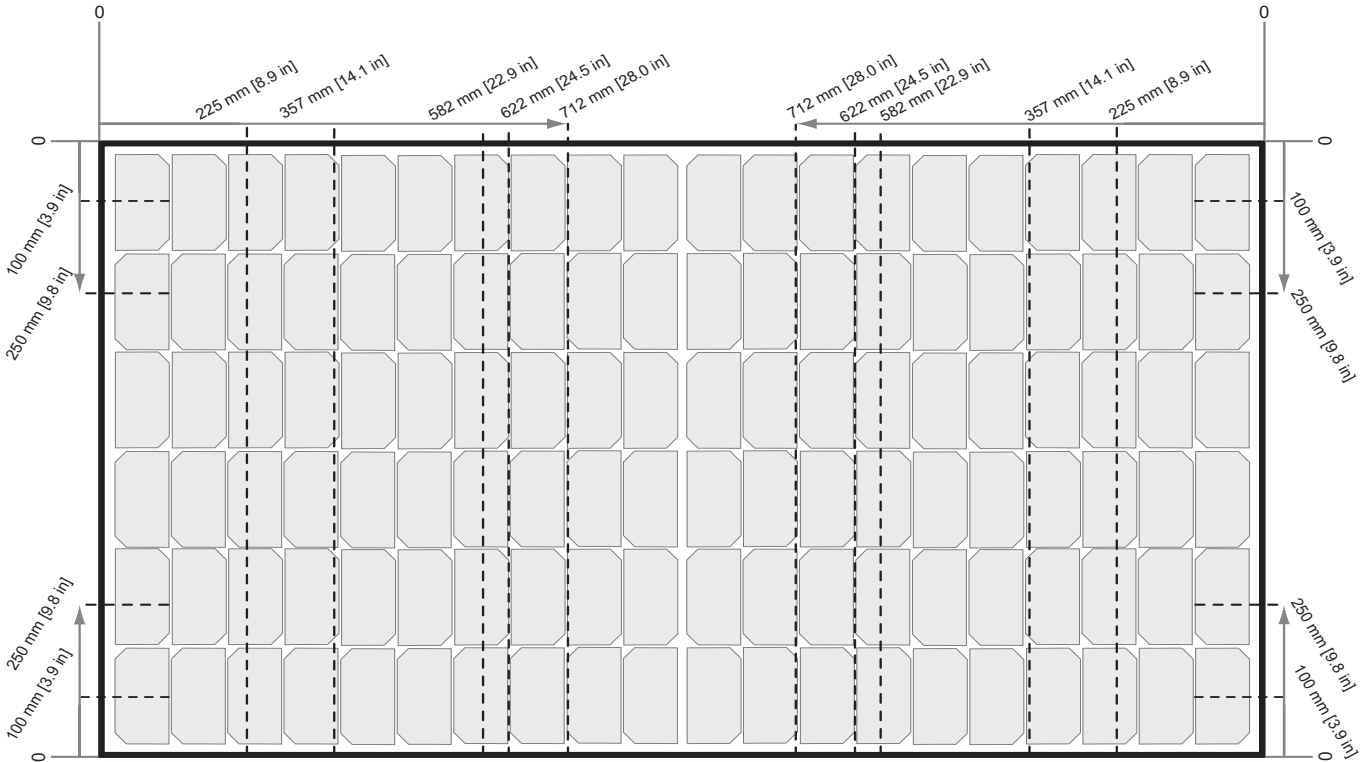 0
0
225 mm [8.9 in]
357 mm [14.1 in]
582 mm [22.9 in]
622 mm [24.5 in]
712 mm [28.0 in]
712 mm [28.0 in]
622 mm [24.5 in]
582 mm [22.9 in]
357 mm [14.1 in]
225 mm [8.9 in]
0
0
100 mm [3.9 in]
100 mm [3.9 in]
250 mm [9.8 in]
250 mm [9.8 in]
250 mm [9.8 in]
250 mm [9.8 in]
100 mm [3.9 in]
100 mm [3.9 in]
0
0